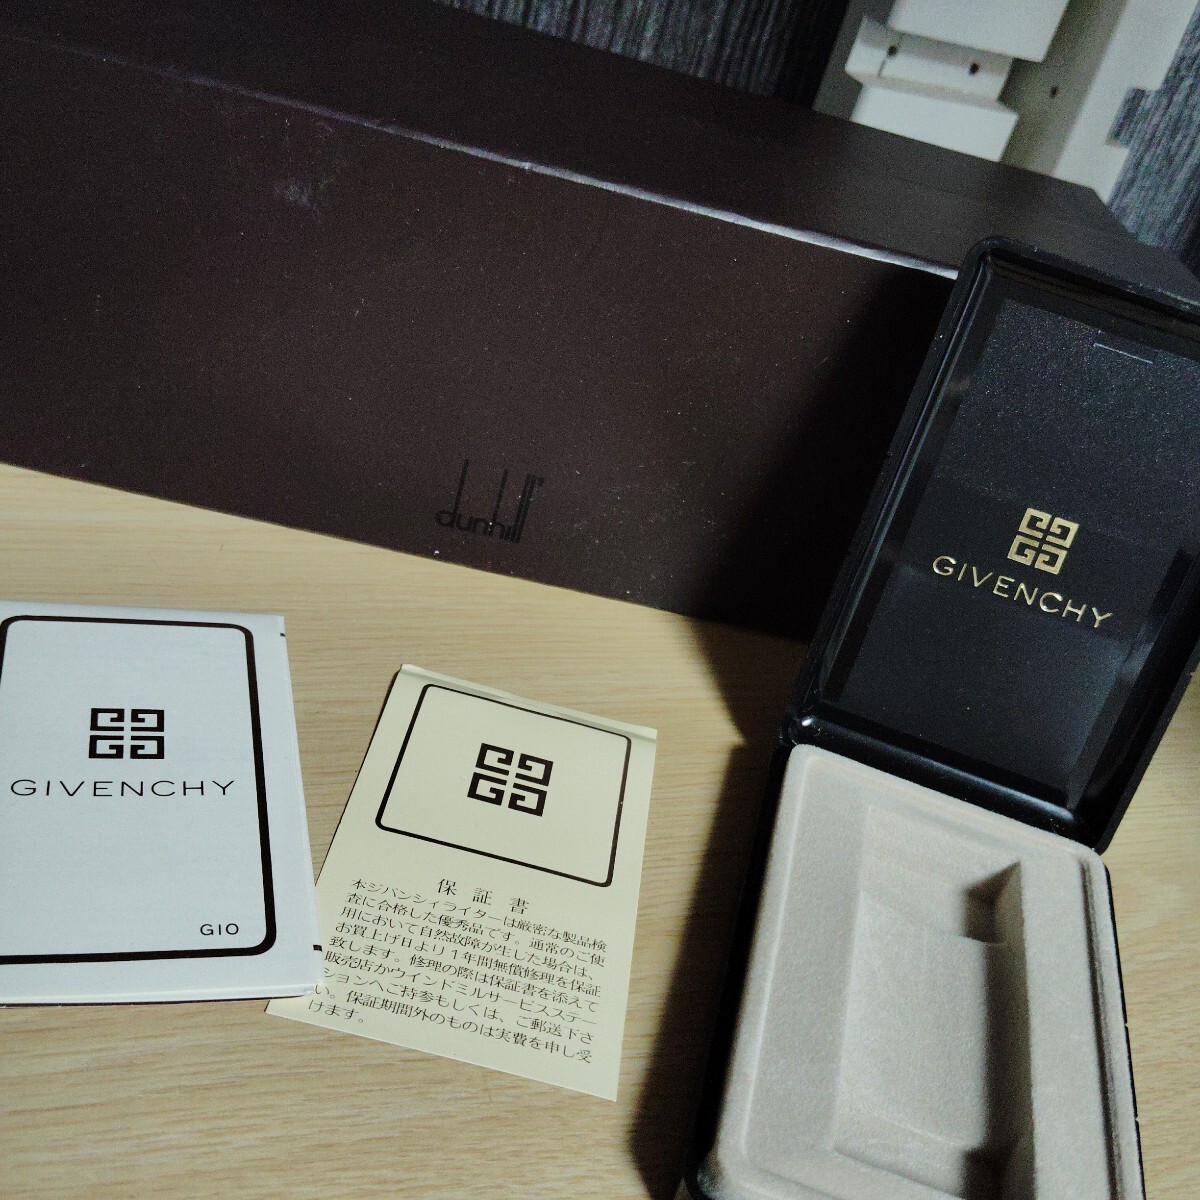 dunhill
GIVENCHY
GIVENCHY
GIO
保証書
本ジバンシィライターは厳密な製品検
査に合格した優秀品です。通常のご使
用において自然故障が生した場合は、
お買上げ日より1年間無償修理を保証
致します。修理の際は保証書を添えて
販売店かウインドミルサービスステー
ションへご持参もしくは、ご郵送下さ
い。保証期間外のものは実費を申し受
けます。